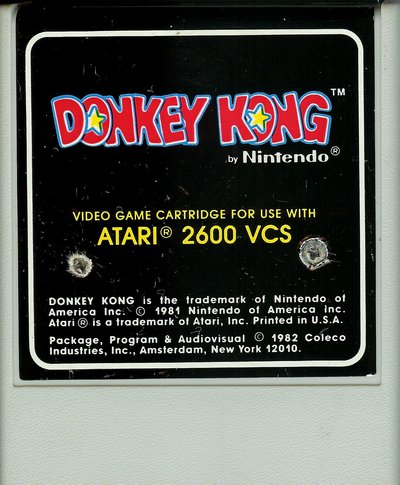 DONKEY KONG™
by Nintendo®
VIDEO GAME CARTRIDGE FOR USE WITH
ATARI® 2600 VCS
DONKEY KONG is the trademark of Nintendo of
America Inc. © 1981 Nintendo of America Inc.
Atari ® is a trademark of Atari, Inc. Printed in U.S.A.
Package, Program & Audiovisual © 1982 Coleco
Industries, Inc., Amsterdam, New York 12010.